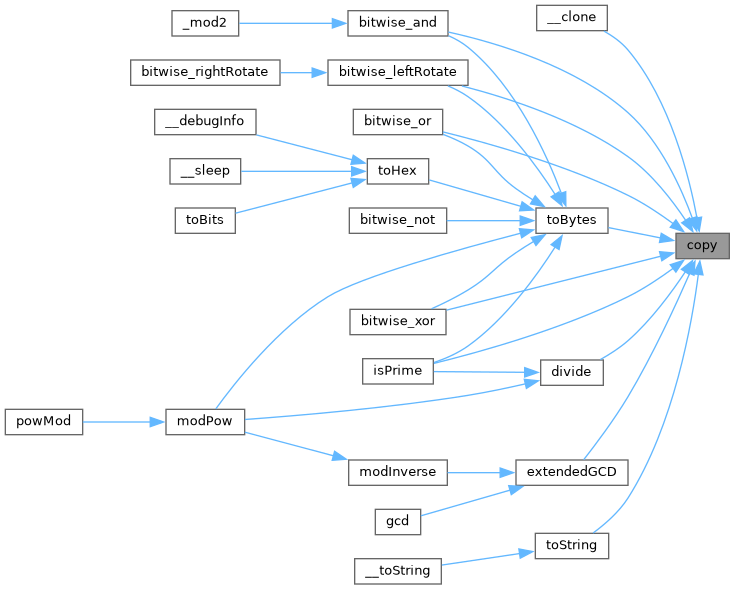 __clone
_mod2
bitwise_and
bitwise_rightRotate
bitwise_leftRotate
__debugInfo
bitwise_or
__sleep
toHex
toBits
bitwise_not
toBytes
copy
bitwise_xor
isPrime
divide
powMod
modPow
modInverse
extendedGCD
gcd
toString
__toString